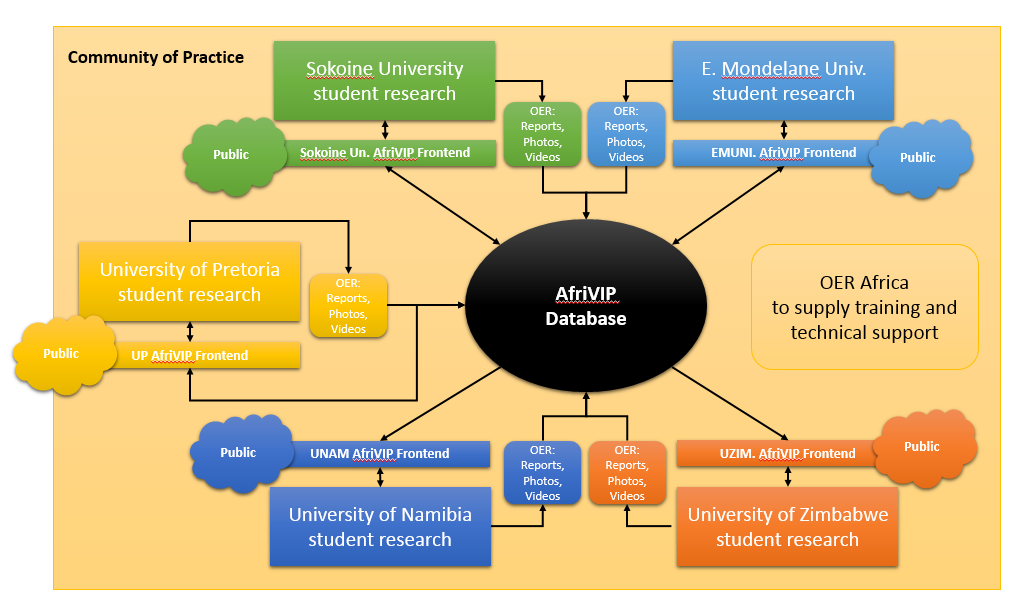 Community of Practice
Sokoine University
student research
OER:
Reports,
Photos,
Videos
OER:
Reports,
Photos,
Videos
E. Mondelane Univ.
student research
Public
Sokoine Un. AfriVIP Frontend
EMUNI. AfriVIP Frontend
Public
University of Pretoria
student research
OER:
Reports,
Photos,
Videos
AfriVIP
Database
OER Africa
to supply training and
technical support
Public
UP AfriVIP Frontend
Public
UNAM AfriVIP Frontend
OER:
Reports,
Photos,
Videos
OER:
Reports,
Photos,
Videos
UZIM. AfriVIP Frontend
Public
University of Namibia
student research
University of Zimbabwe
student research